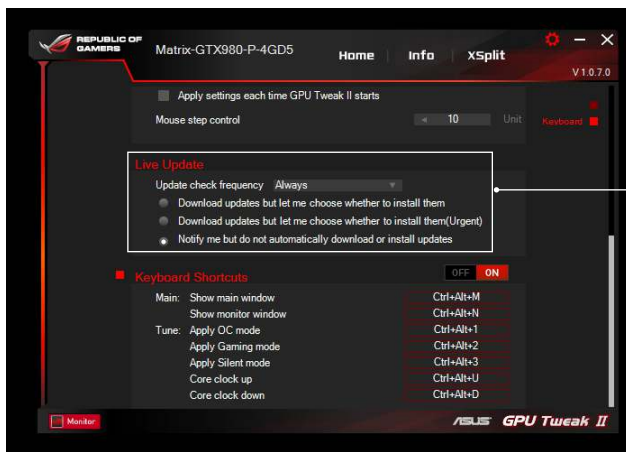 REPUBLIC OF
GAMERS
Matrix-GTX980-P-4GD5
Home
Info
XSplit
V 1.0.7.0
Apply settings each time GPU Tweak II starts
Mouse step control
10
Unit
Keyboard
Live Update
Update check frequency Always
Download updates but let me choose whether to install them
Download updates but let me choose whether to install them(Urgent)
Notify me but do not automatically download or install updates
Keyboard Shortcuts
OFF ON
Main: Show main window Ctrl+Alt+M
Show monitor window Ctrl+Alt+N
Tune: Apply OC mode Ctrl+Alt+1
Apply Gaming mode Ctrl+Alt+2
Apply Silent mode Ctrl+Alt+3
Core clock up Ctrl+Alt+U
Core clock down Ctrl+Alt+D
Monitor
ASUS GPU Tweak II